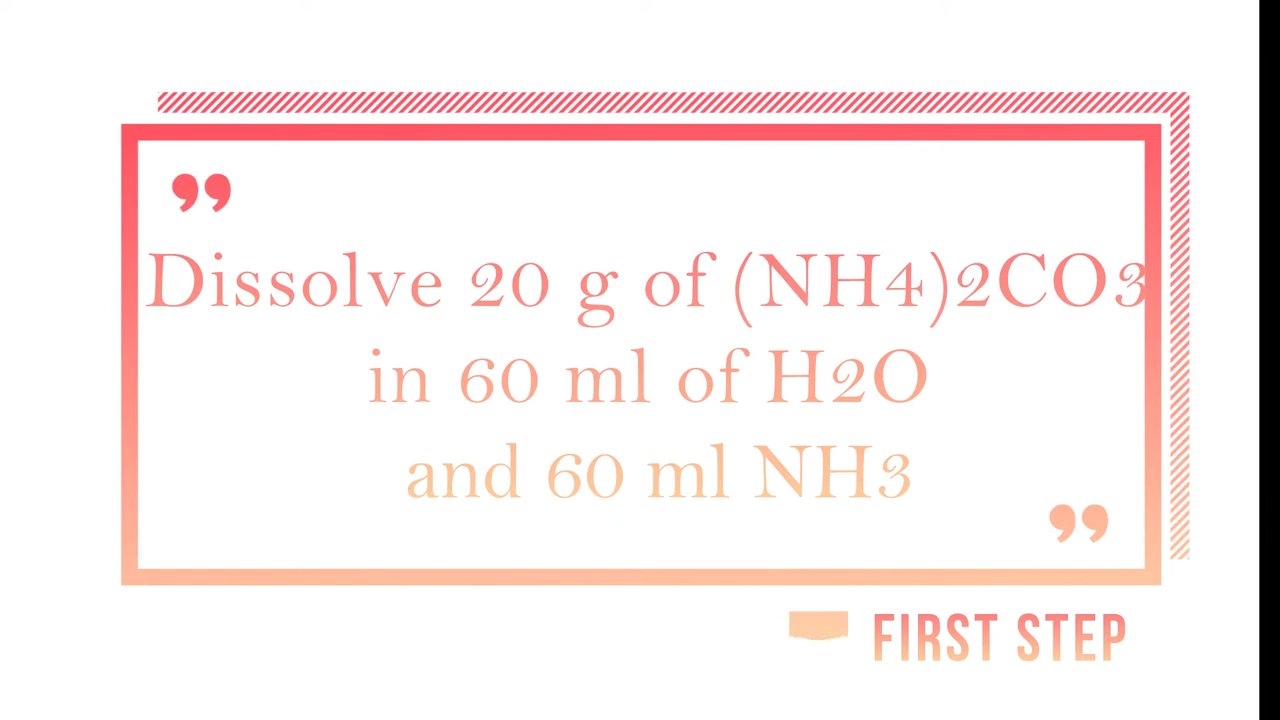 Dissolve 20 g of (NH4)2CO3
in 60 ml of H2O
and 60 ml NH3
FIRST STEP